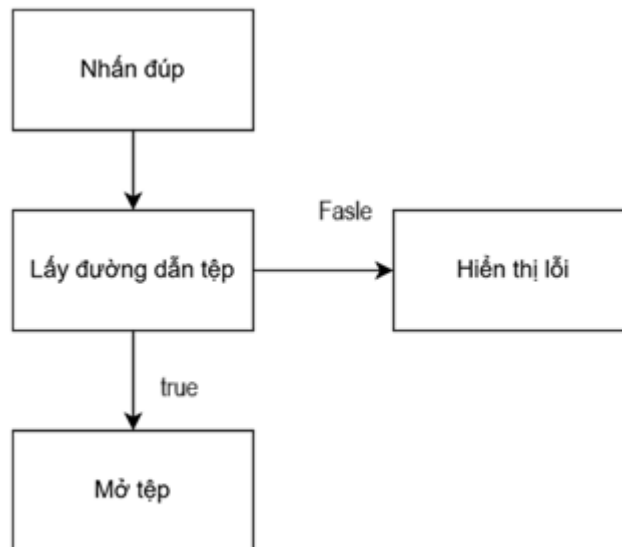 Nhấn đúp
Fasle
Lấy đường dẫn tệp
Hiển thị lỗi
true
Mở tệp